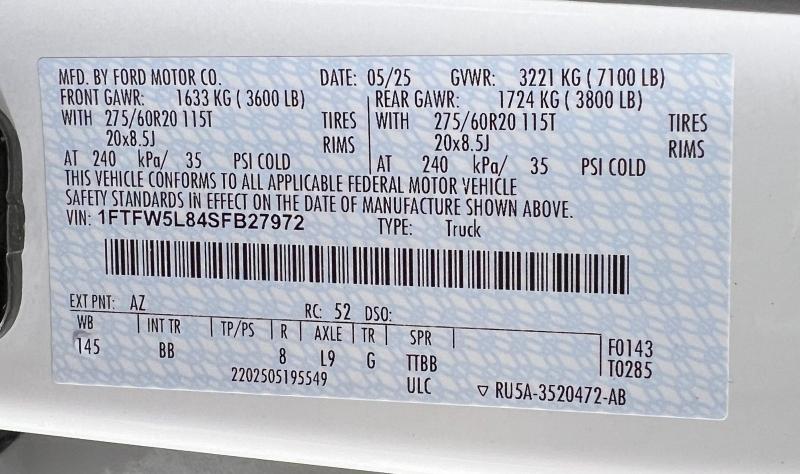 MFD. BY FORD MOTOR CO. DATE: 05/25 GVWR: 3221 KG ( 7100 LB)
FRONT GAWR: 1633 KG ( 3600 LB) REAR GAWR: 1724 KG ( 3800 LB)
WITH 275/60R20 115T TIRES WITH 275/60R20 115T TIRES
20x8.5J RIMS 20x8.5J RIMS
AT 240 kPa/ 35 PSI COLD AT 240 kPa/ 35 PSI COLD
THIS VEHICLE CONFORMS TO ALL APPLICABLE FEDERAL MOTOR VEHICLE
SAFETY STANDARDS IN EFFECT ON THE DATE OF MANUFACTURE SHOWN ABOVE.
VIN: 1FTFW5L84SFB27972 TYPE: Truck
EXT PNT: AZ RC: 52 DSO:
WB INT TR TP/PS R AXLE TR SPR F0143
145 BB 8 L9 G TTBB T0285
2202505195549 ULC ▽ RU5A-3520472-AB